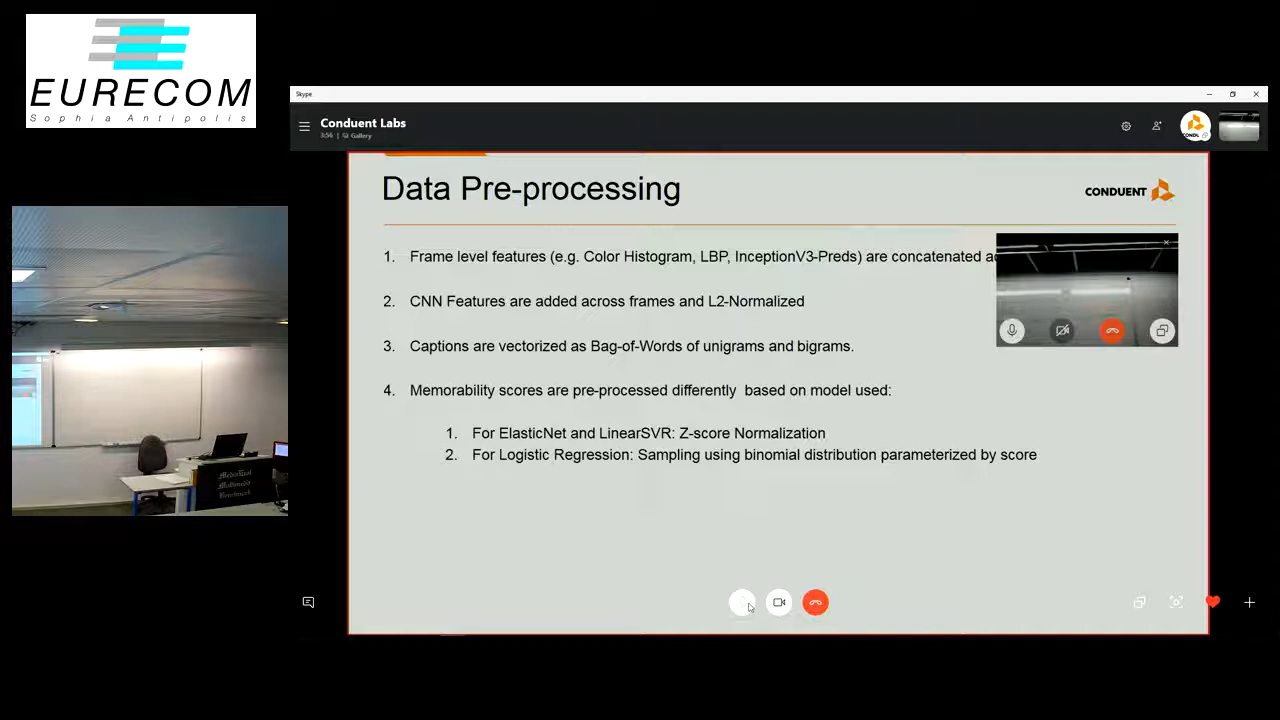 EURECOM
Sophia Antipolis
Skype
Conduent Labs
3:56 | Gallery
Data Pre-processing
CONDUENT
1. Frame level features (e.g. Color Histogram, LBP, InceptionV3-Preds) are concatenated
2. CNN Features are added across frames and L2-Normalized
3. Captions are vectorized as Bag-of-Words of unigrams and bigrams.
4. Memorability scores are pre-processed differently based on model used:
1. For ElasticNet and LinearSVR: Z-score Normalization
2. For Logistic Regression: Sampling using binomial distribution parameterized by score
MediaEval
Multimedia
Benchmark